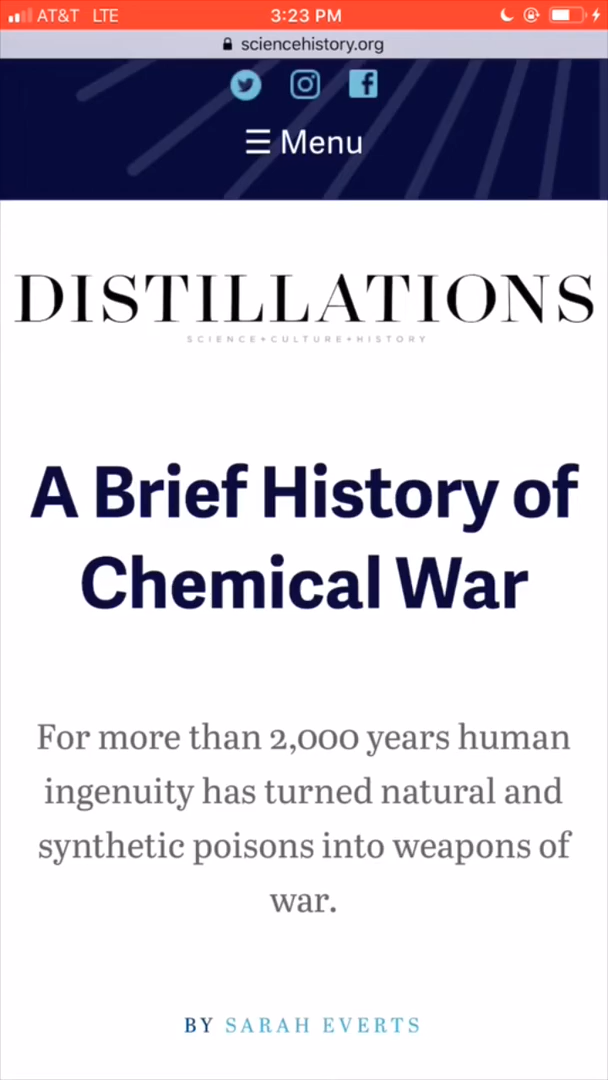 AT&T LTE 3:23 PM
sciencehistory.org
☰ Menu
DISTILLATIONS
SCIENCE+CULTURE+HISTORY
A Brief History of
Chemical War
For more than 2,000 years human
ingenuity has turned natural and
synthetic poisons into weapons of
war.
BY SARAH EVERTS